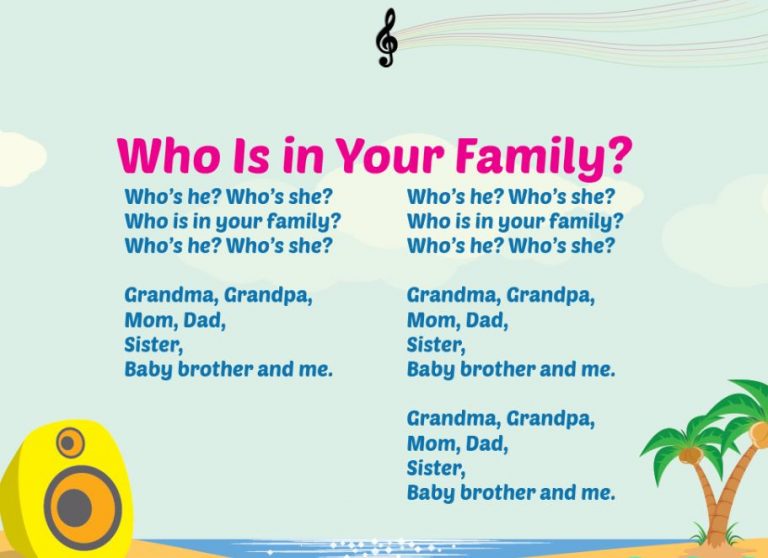 Who Is in Your Family?
Who's he? Who's she?
Who is in your family?
Who's he? Who's she?
Grandma, Grandpa,
Mom, Dad,
Sister,
Baby brother and me.
Who's he? Who's she?
Who is in your family?
Who's he? Who's she?
Grandma, Grandpa,
Mom, Dad,
Sister,
Baby brother and me.
Grandma, Grandpa,
Mom, Dad,
Sister,
Baby brother and me.